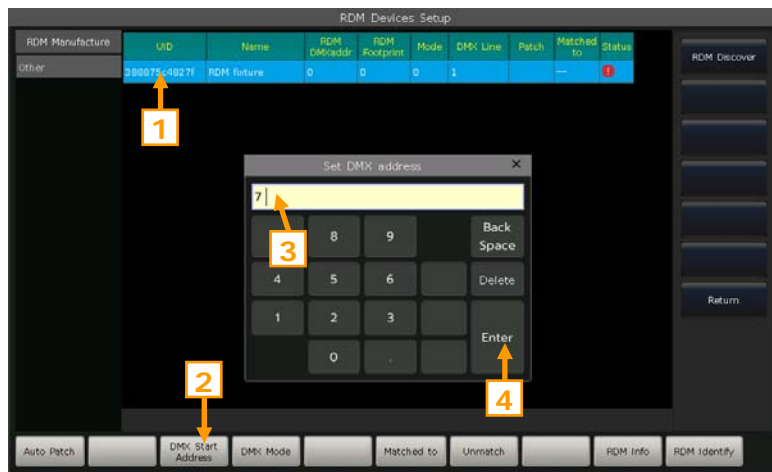 RDM Devices Setup
RDM Manufacture
Other
UID
Name
RDM
DMXaddr
RDM
Footprint
Mode
DMX Line
Patch
Matched
to
Status
RDM fixture
0
0
0
1
---
!
1
Set DMX address
×
7
3
8
9
Back
Space
4
5
6
Delete
1
2
3
Enter
0
.
4
2
RDM Discover
Return
Auto Patch
DMX Start
Address
DMX Mode
Matched to
Unmatch
RDM Info
RDM Identify